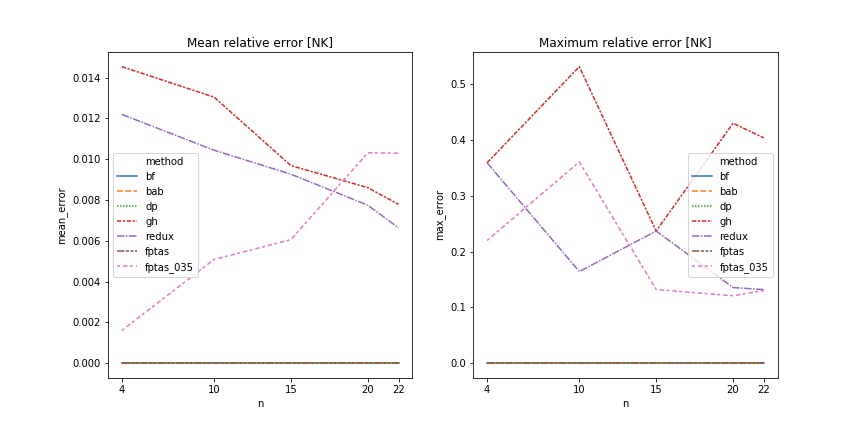 Mean relative error [NK]
0.014
0.012
0.010
0.008
0.006
0.004
0.002
0.000
mean_error
method
bf
bab
dp
gh
redux
fptas
fptas_035
4 10 15 20 22
n
Maximum relative error [NK]
0.5
0.4
0.3
0.2
0.1
0.0
max_error
method
bf
bab
dp
gh
redux
fptas
fptas_035
4 10 15 20 22
n